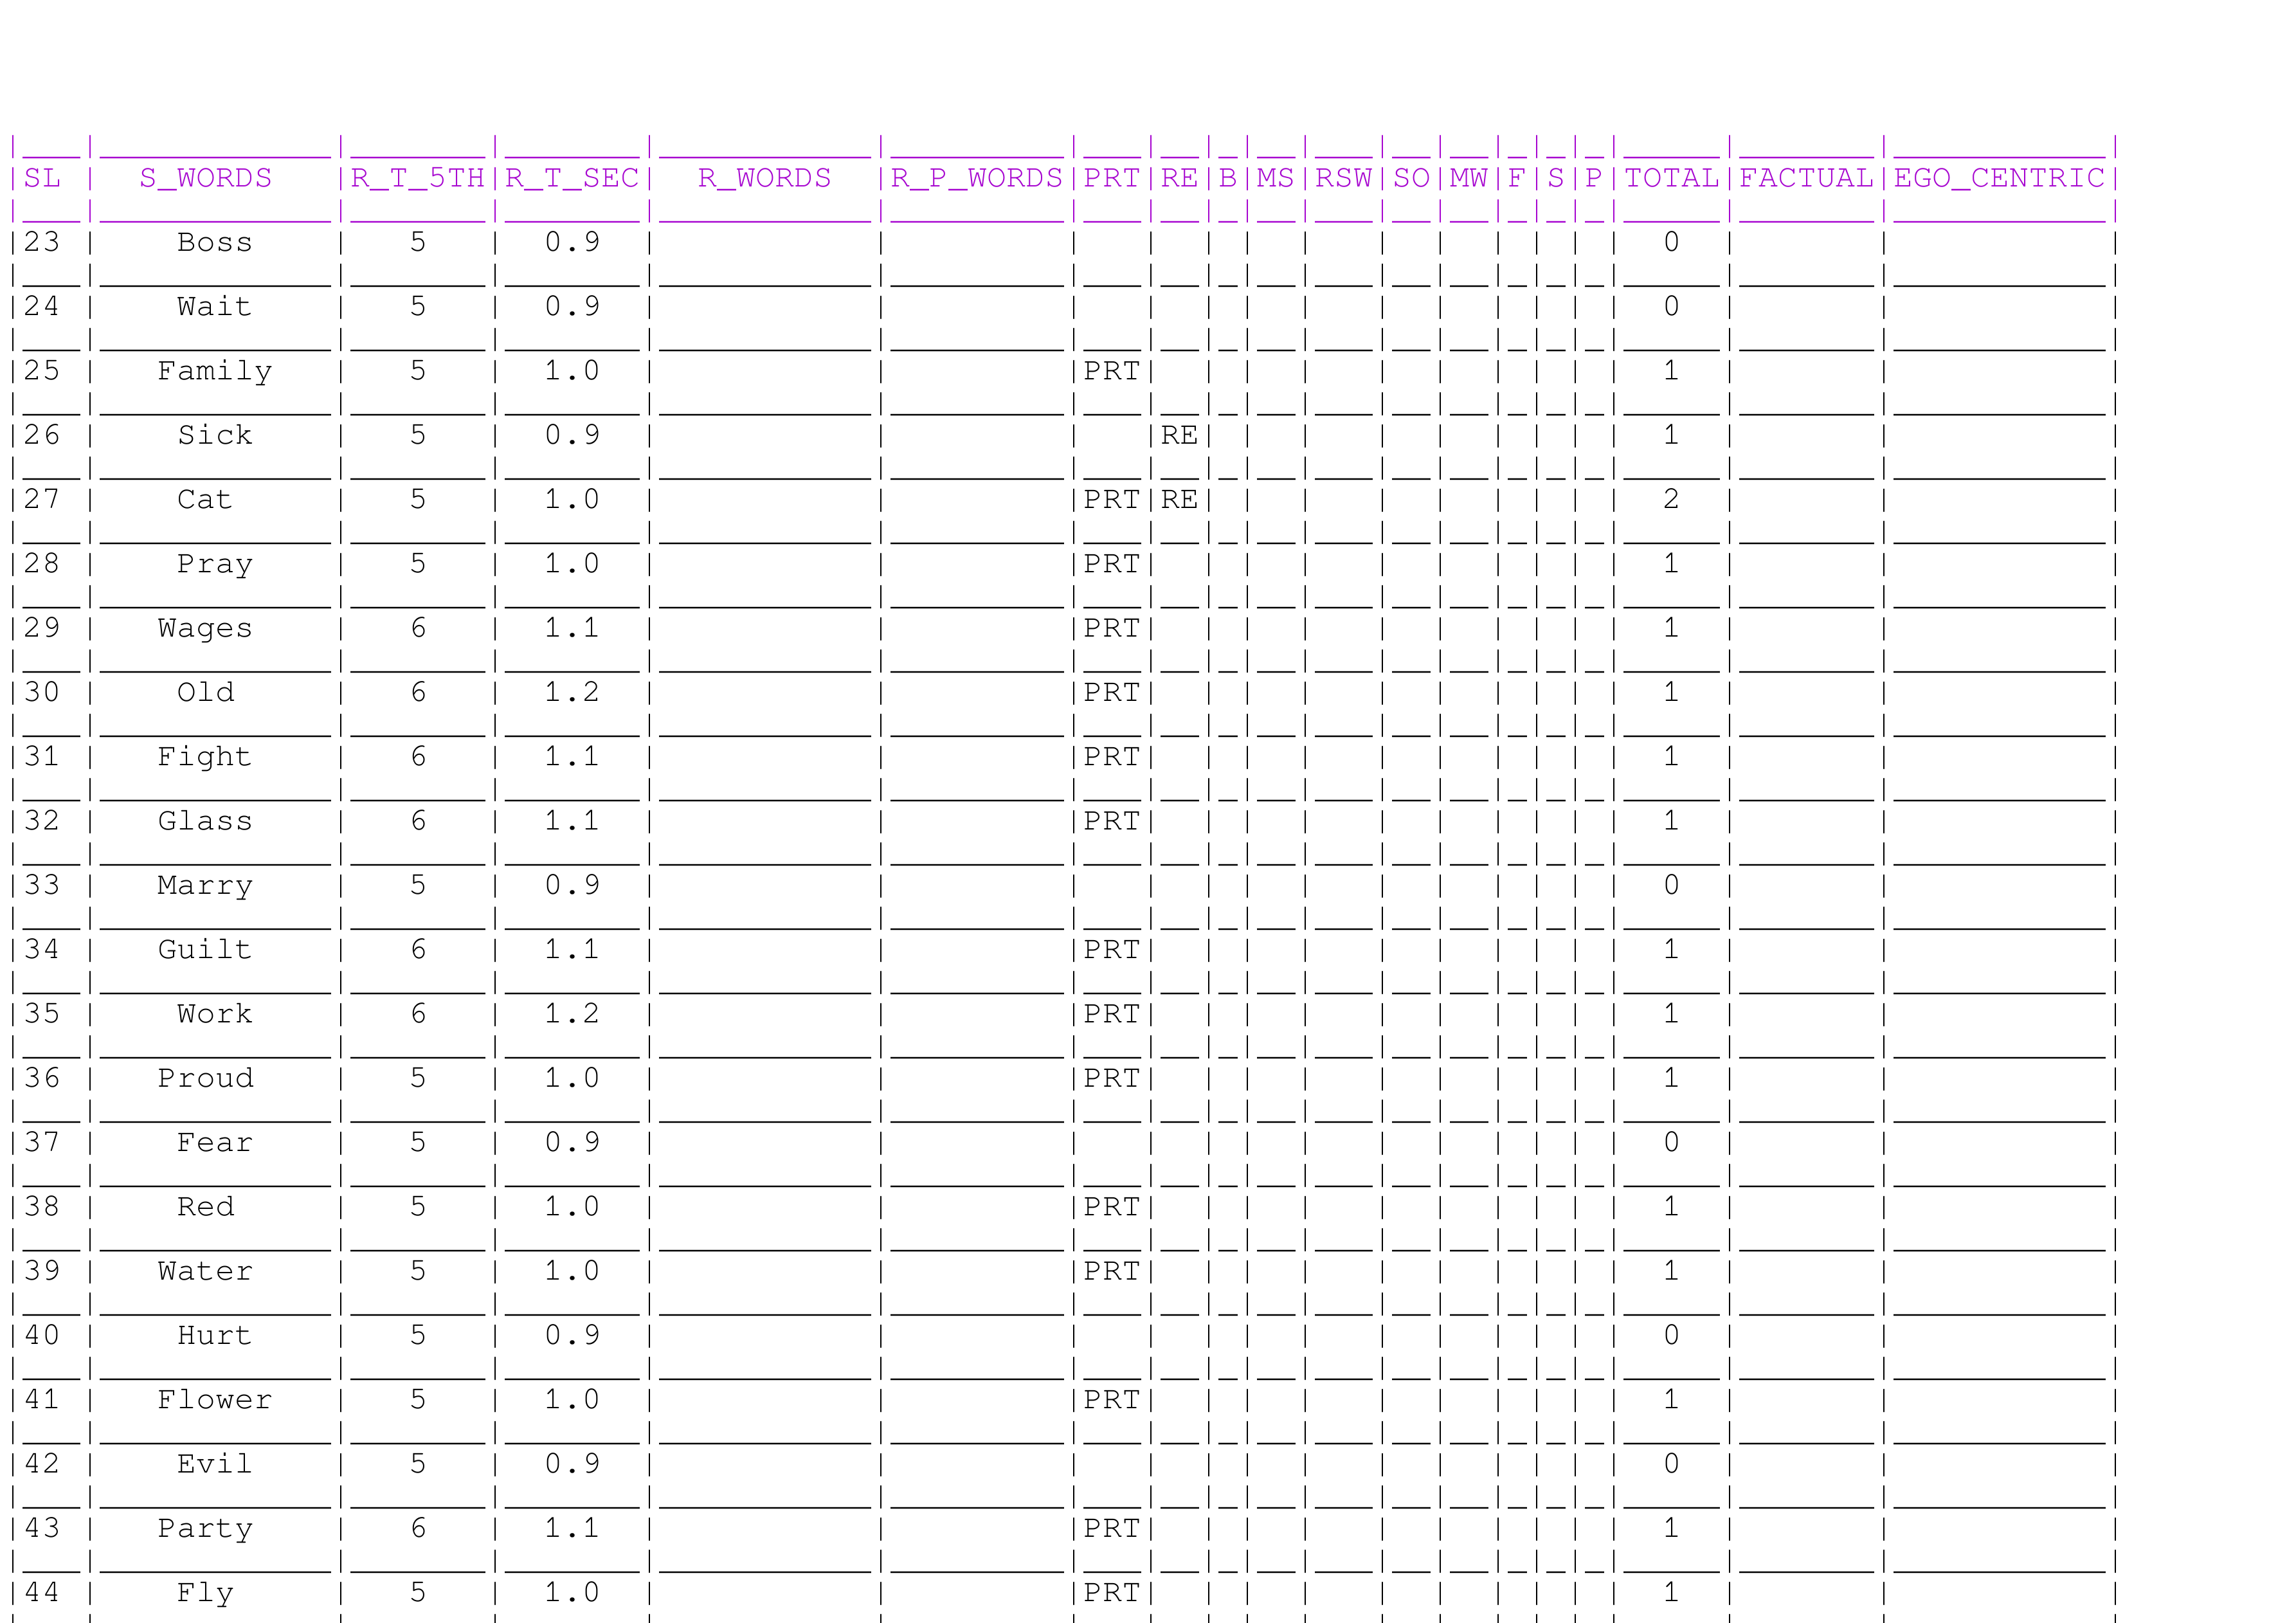 |SL | S_WORDS |R_T_5TH|R_T_SEC| R_WORDS |R_P_WORDS|PRT|RE|B|MS|RSW|SO|MW|F|S|P|TOTAL|FACTUAL|EGO_CENTRIC|
|23 | Boss | 5 | 0.9 | | | | | | | | | | | | | 0 | | |
|24 | Wait | 5 | 0.9 | | | | | | | | | | | | | 0 | | |
|25 | Family | 5 | 1.0 | | |PRT| | | | | | | | | | 1 | | |
|26 | Sick | 5 | 0.9 | | | |RE| | | | | | | | | 1 | | |
|27 | Cat | 5 | 1.0 | | |PRT|RE| | | | | | | | | 2 | | |
|28 | Pray | 5 | 1.0 | | |PRT| | | | | | | | | | 1 | | |
|29 | Wages | 6 | 1.1 | | |PRT| | | | | | | | | | 1 | | |
|30 | Old | 6 | 1.2 | | |PRT| | | | | | | | | | 1 | | |
|31 | Fight | 6 | 1.1 | | |PRT| | | | | | | | | | 1 | | |
|32 | Glass | 6 | 1.1 | | |PRT| | | | | | | | | | 1 | | |
|33 | Marry | 5 | 0.9 | | | | | | | | | | | | | 0 | | |
|34 | Guilt | 6 | 1.1 | | |PRT| | | | | | | | | | 1 | | |
|35 | Work | 6 | 1.2 | | |PRT| | | | | | | | | | 1 | | |
|36 | Proud | 5 | 1.0 | | |PRT| | | | | | | | | | 1 | | |
|37 | Fear | 5 | 0.9 | | | | | | | | | | | | | 0 | | |
|38 | Red | 5 | 1.0 | | |PRT| | | | | | | | | | 1 | | |
|39 | Water | 5 | 1.0 | | |PRT| | | | | | | | | | 1 | | |
|40 | Hurt | 5 | 0.9 | | | | | | | | | | | | | 0 | | |
|41 | Flower | 5 | 1.0 | | |PRT| | | | | | | | | | 1 | | |
|42 | Evil | 5 | 0.9 | | | | | | | | | | | | | 0 | | |
|43 | Party | 6 | 1.1 | | |PRT| | | | | | | | | | 1 | | |
|44 | Fly | 5 | 1.0 | | |PRT| | | | | | | | | | 1 | | |